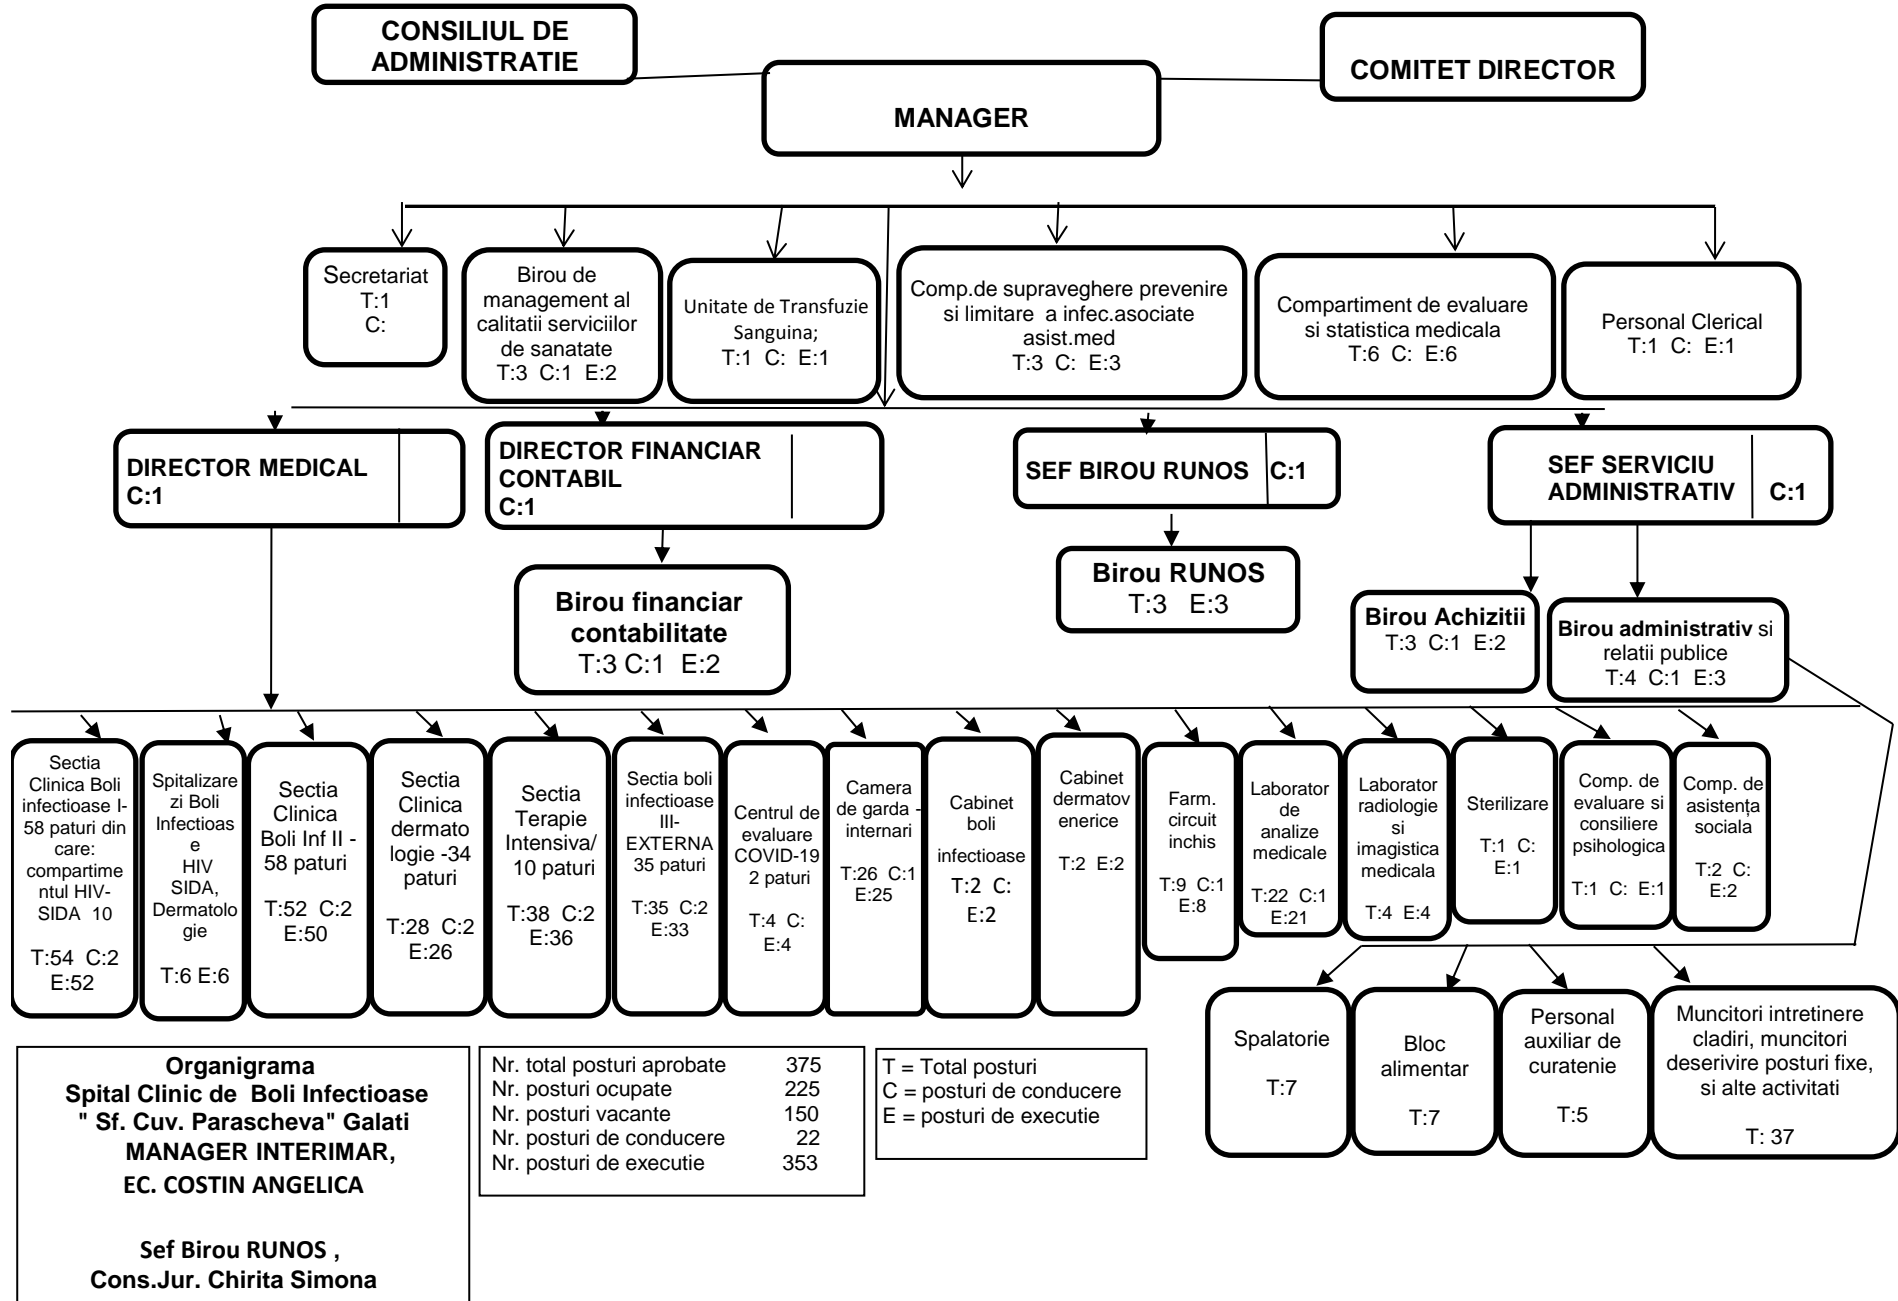 CONSILIUL DE
ADMINISTRATIE
COMITET DIRECTOR
MANAGER
Secretariat
T:1
C:
Birou de
management al
calitatii serviciilor
de sanatate
T:3 C:1 E:2
Unitate de Transfuzie
Sanguina;
T:1 C: E:1
Comp.de supraveghere prevenire
si limitare a infec.asociate
asist.med
T:3 C: E:3
Compartiment de evaluare
si statistica medicala
T:6 C: E:6
Personal Clerical
T:1 C: E:1
DIRECTOR MEDICAL
C:1
DIRECTOR FINANCIAR
CONTABIL
C:1
SEF BIROU RUNOS C:1
SEF SERVICIU
ADMINISTRATIV C:1
Birou financiar
contabilitate
T:3 C:1 E:2
Birou RUNOS
T:3 E:3
Birou Achizitii
T:3 C:1 E:2
Birou administrativ si
relatii publice
T:4 C:1 E:3
Sectia
Clinica Boli
infectioase I-
58 paturi din
care:
compartime
ntul HIV-
SIDA 10
T:54 C:2
E:52
Spitalizare
zi Boli
Infectioas
e
HIV
SIDA,
Dermatolo
gie
T:6 E:6
Sectia
Clinica
Boli Inf II -
58 paturi
T:52 C:2
E:50
Sectia
Clinica
dermato
logie -34
paturi
T:28 C:2
E:26
Sectia
Terapie
Intensiva/
10 paturi
T:38 C:2
E:36
Sectia boli
infectioase
III-
EXTERNA
35 paturi
T:35 C:2
E:33
Centrul de
evaluare
COVID-19
2 paturi
T:4 C:
E:4
Camera
de garda -
internari
T:26 C:1
E:25
Cabinet
boli
infectioase
T:2 C:
E:2
Cabinet
dermatov
enerice
T:2 E:2
Farm.
circuit
inchis
T:9 C:1
E:8
Laborator
de
analize
medicale
T:22 C:1
E:21
Laborator
radiologie
si
imagistica
medicala
T:4 E:4
Sterilizare
T:1 C:
E:1
Comp. de
evaluare si
consiliere
psihologica
T:1 C: E:1
Comp. de
asistența
sociala
T:2 C:
E:2
Spalatorie
T:7
Bloc
alimentar
T:7
Personal
auxiliar de
curatenie
T:5
Muncitori intretinere
cladiri, muncitori
deserivire posturi fixe,
si alte activitati
T: 37
Organigrama
Spital Clinic de Boli Infectioase
" Sf. Cuv. Parascheva" Galati
MANAGER INTERIMAR,
EC. COSTIN ANGELICA
Sef Birou RUNOS ,
Cons.Jur. Chirita Simona
Nr. total posturi aprobate 375
Nr. posturi ocupate 225
Nr. posturi vacante 150
Nr. posturi de conducere 22
Nr. posturi de executie 353
T = Total posturi
C = posturi de conducere
E = posturi de executie